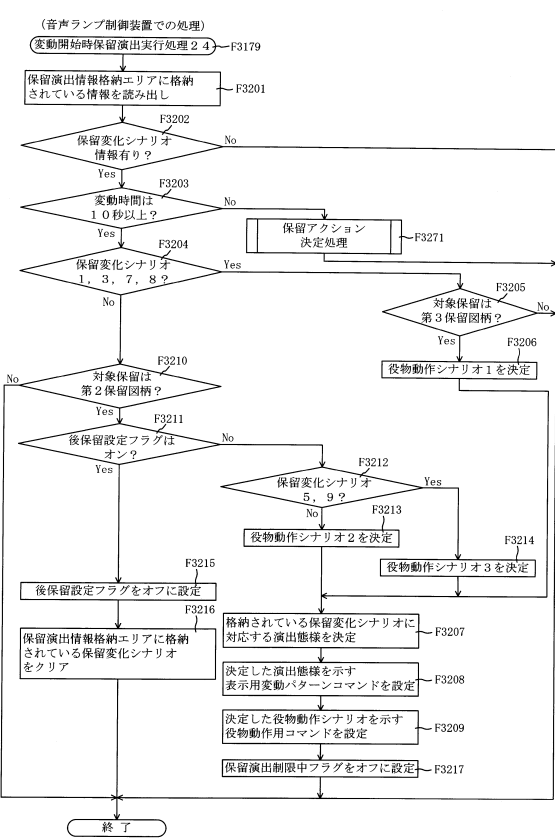 (音声ランプ制御装置での処理)
変動開始時保留演出実行処理24
F3179
保留演出情報格納エリアに格納
されている情報を読み出し
F3201
F3202
保留変化シナリオ
情報有り？
No
Yes
F3203
変動時間は
10秒以上？
No
Yes
保留アクション
決定処理
F3271
F3204
保留変化シナリオ
1，3，7，8？
Yes
No
F3205
対象保留は
第3保留図柄？
No
Yes
F3206
役物動作シナリオ1を決定
F3210
対象保留は
第2保留図柄？
No
Yes
F3211
後保留設定フラグは
オン？
No
Yes
F3212
保留変化シナリオ
5，9？
Yes
No
F3213
役物動作シナリオ2を決定
F3214
役物動作シナリオ3を決定
F3215
後保留設定フラグをオフに設定
F3216
保留演出情報格納エリアに格納
されている保留変化シナリオ
をクリア
格納されている保留変化シナリオに
対応する演出態様を決定
F3207
決定した演出態様を示す
表示用変動パターンコマンドを設定
F3208
決定した役物動作シナリオを示す
役物動作用コマンドを設定
F3209
保留演出制限中フラグをオフに設定
F3217
終了